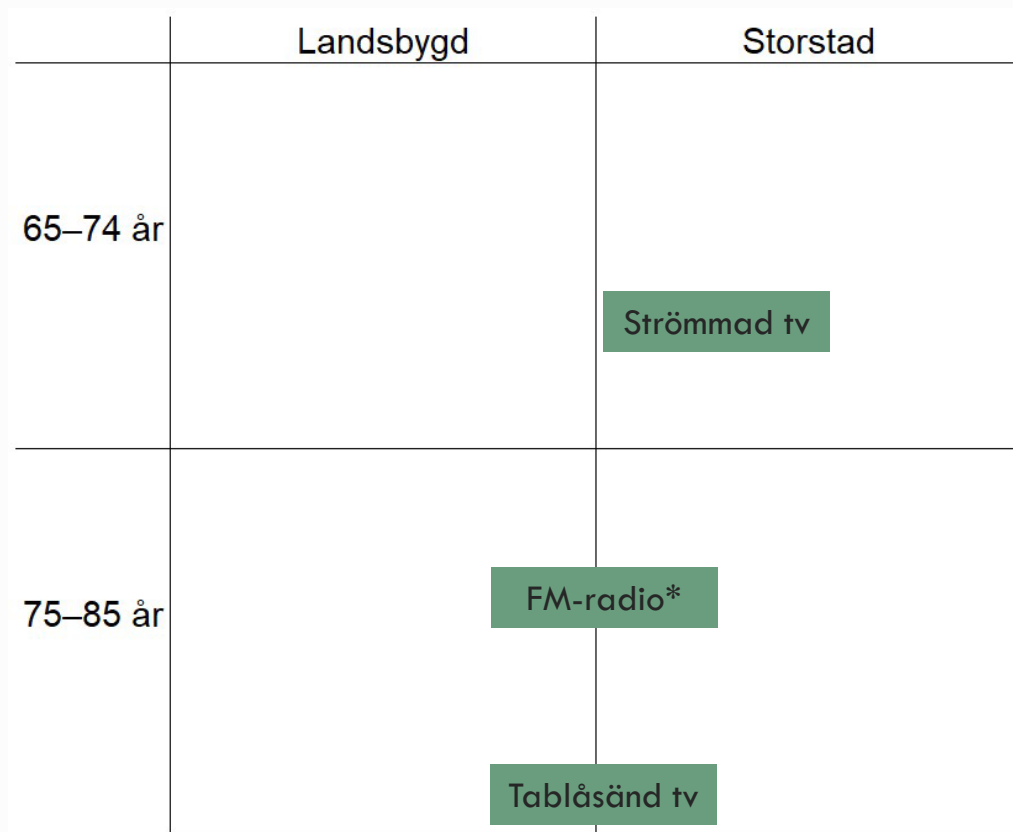 Landsbygd Storstad
65–74 år
Strömmad tv
FM-radio*
75–85 år
Tablåsänd tv